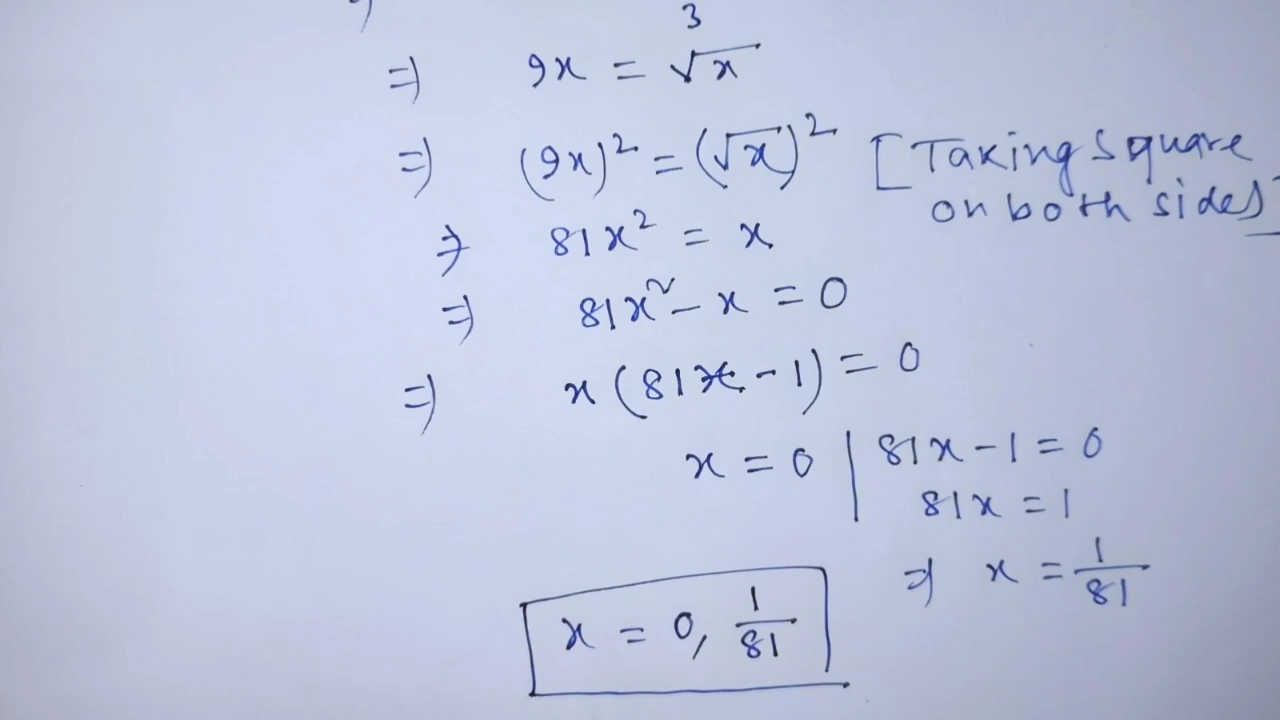 3
⇒ 9x = √x
⇒ (9x)² = (√x)² [Taking Square
on both sides]
⇒ 81x² = x
⇒ 81x² - x = 0
⇒ x(81x - 1) = 0
x = 0 | 81x - 1 = 0
81x = 1
⇒ x = 1/81
x = 0, 1/81